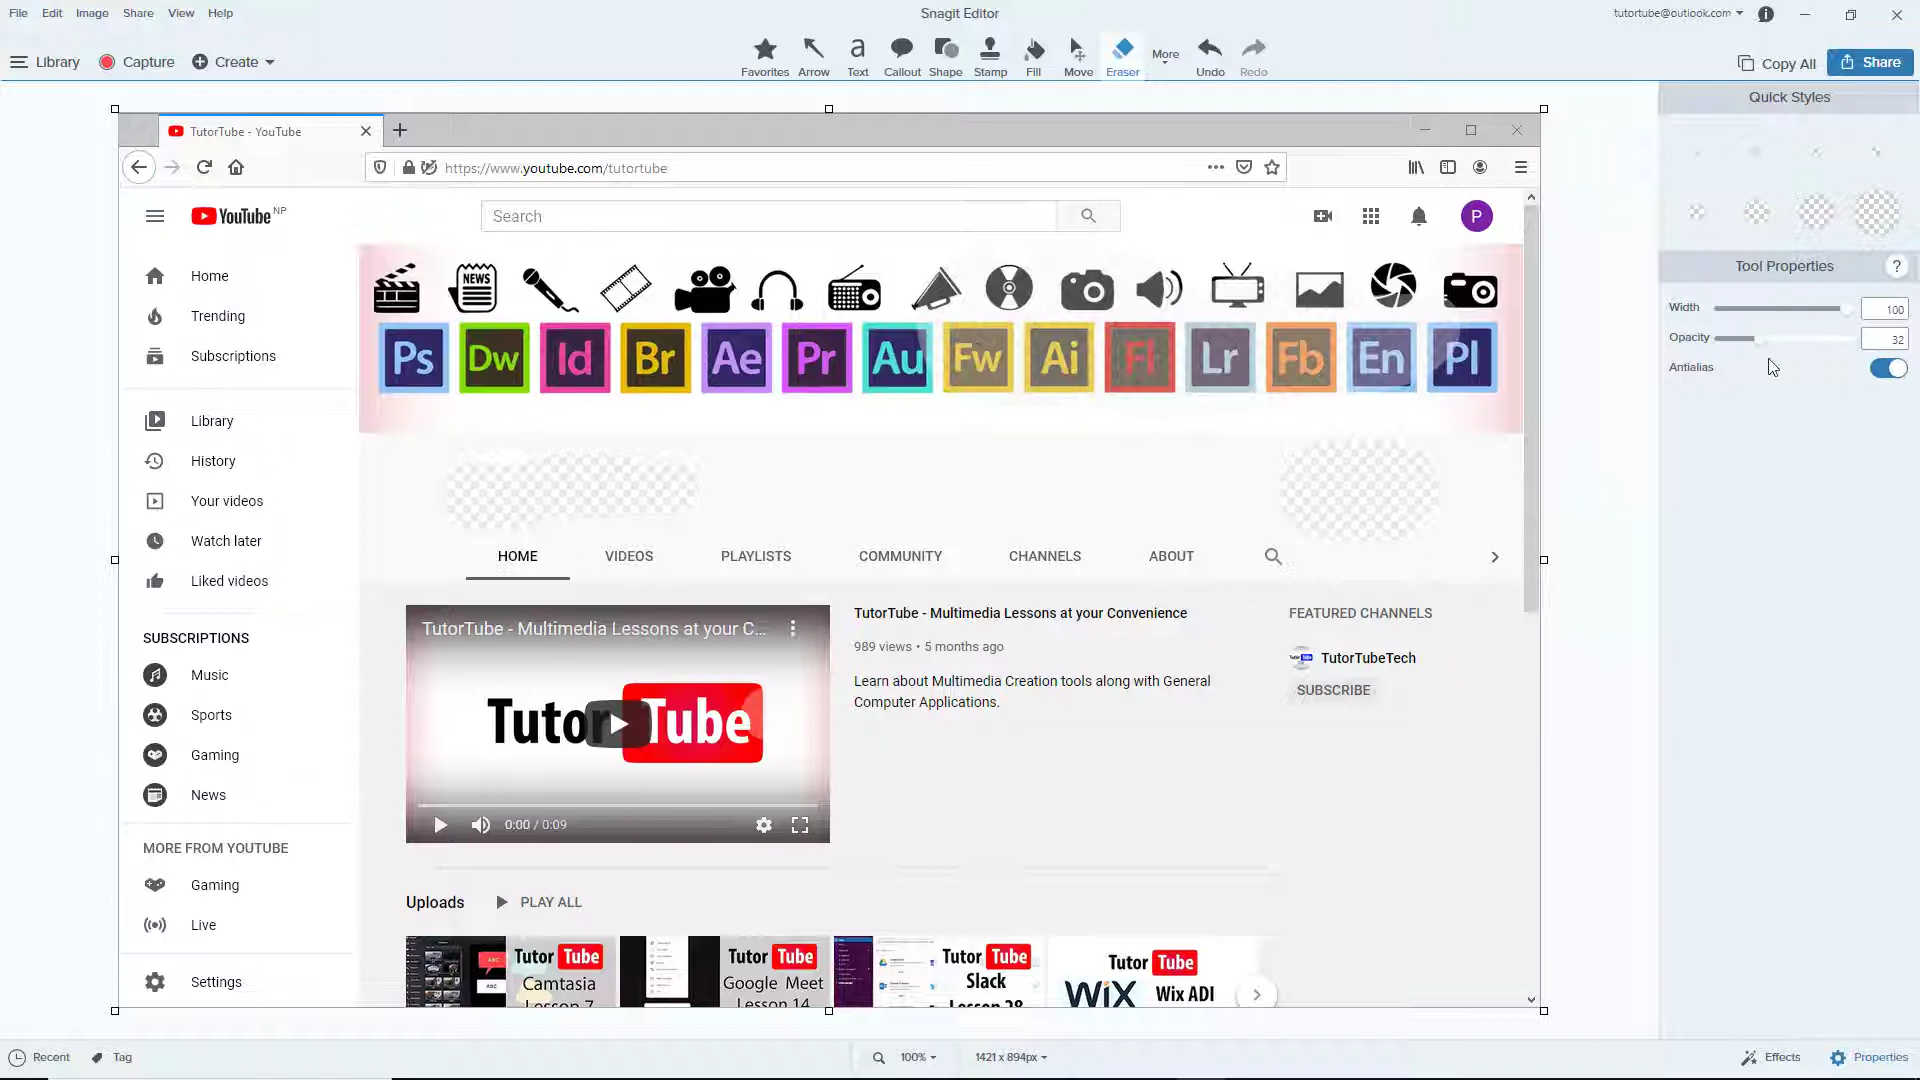 File Edit Image Share View Help
Snagit Editor
tutortube@outlook.com
Library Capture Create
Favorites Arrow Text Callout Shape Stamp Fill Move Eraser More Undo Redo
Copy All Share
Quick Styles
TutorTube - YouTube
https://www.youtube.com/tutortube
YouTube NP
Search
P
Home
Trending
Subscriptions
Library
History
Your videos
Watch later
Liked videos
SUBSCRIPTIONS
Music
Sports
Gaming
News
MORE FROM YOUTUBE
Gaming
Live
Settings
NEWS
Ps Dw Id Br Ae Pr Au Fw Ai Fl Lr Fb En Pl
HOME VIDEOS PLAYLISTS COMMUNITY CHANNELS ABOUT
TutorTube - Multimedia Lessons at your C...
Tutor Tube
0:00 / 0:09
TutorTube - Multimedia Lessons at your Convenience
989 views • 5 months ago
Learn about Multimedia Creation tools along with General
Computer Applications.
FEATURED CHANNELS
TutorTubeTech
SUBSCRIBE
Uploads PLAY ALL
ABC
ABC
Tutor Tube
Camtasia
Lesson 7
Tutor Tube
Google Meet
Lesson 14
Tutor Tube
Slack
Lesson 28
Tutor Tube
WIX Wix ADI
Tool Properties ?
Width 100
Opacity 32
Antialias
Recent Tag
100% 1421 x 894px
Effects Properties